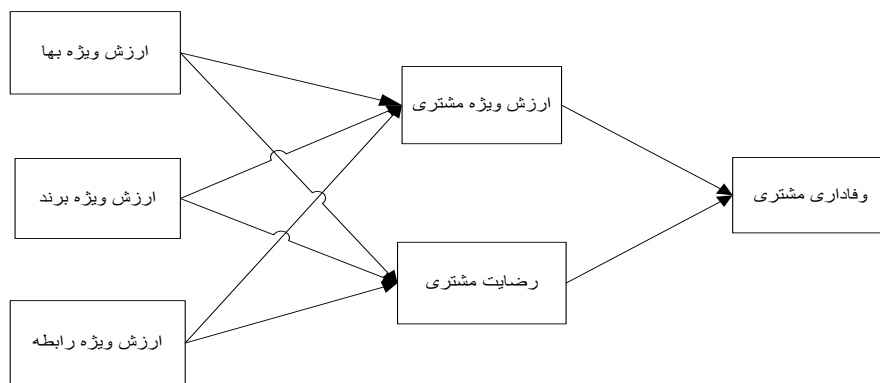 ارزش ویژه بها
ارزش ویژه مشتری
ارزش ویژه برند
وفاداری مشتری
رضایت مشتری
ارزش ویژه رابطه